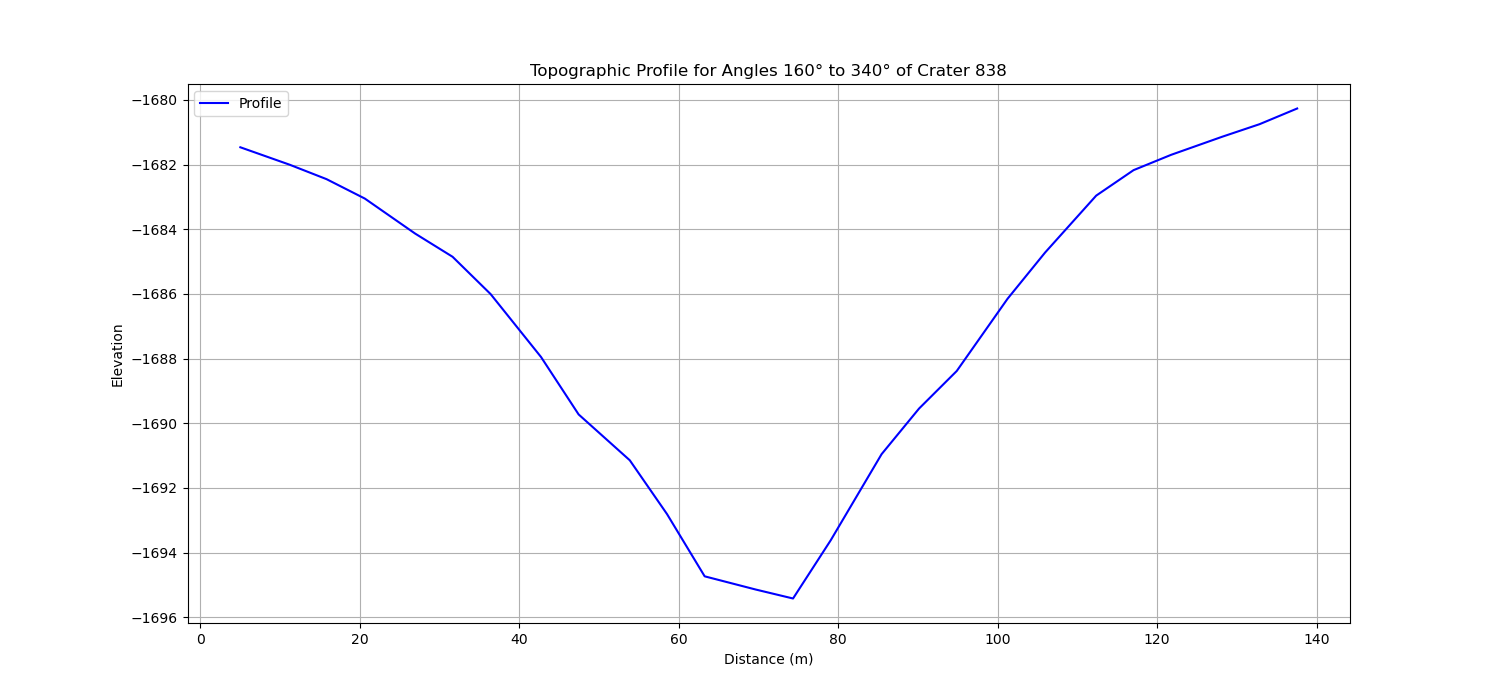 Topographic Profile for Angles 160° to 340° of Crater 838
Profile
−1680
−1682
−1684
−1686
−1688
−1690
−1692
−1694
−1696
Elevation
0 20 40 60 80 100 120 140
Distance (m)